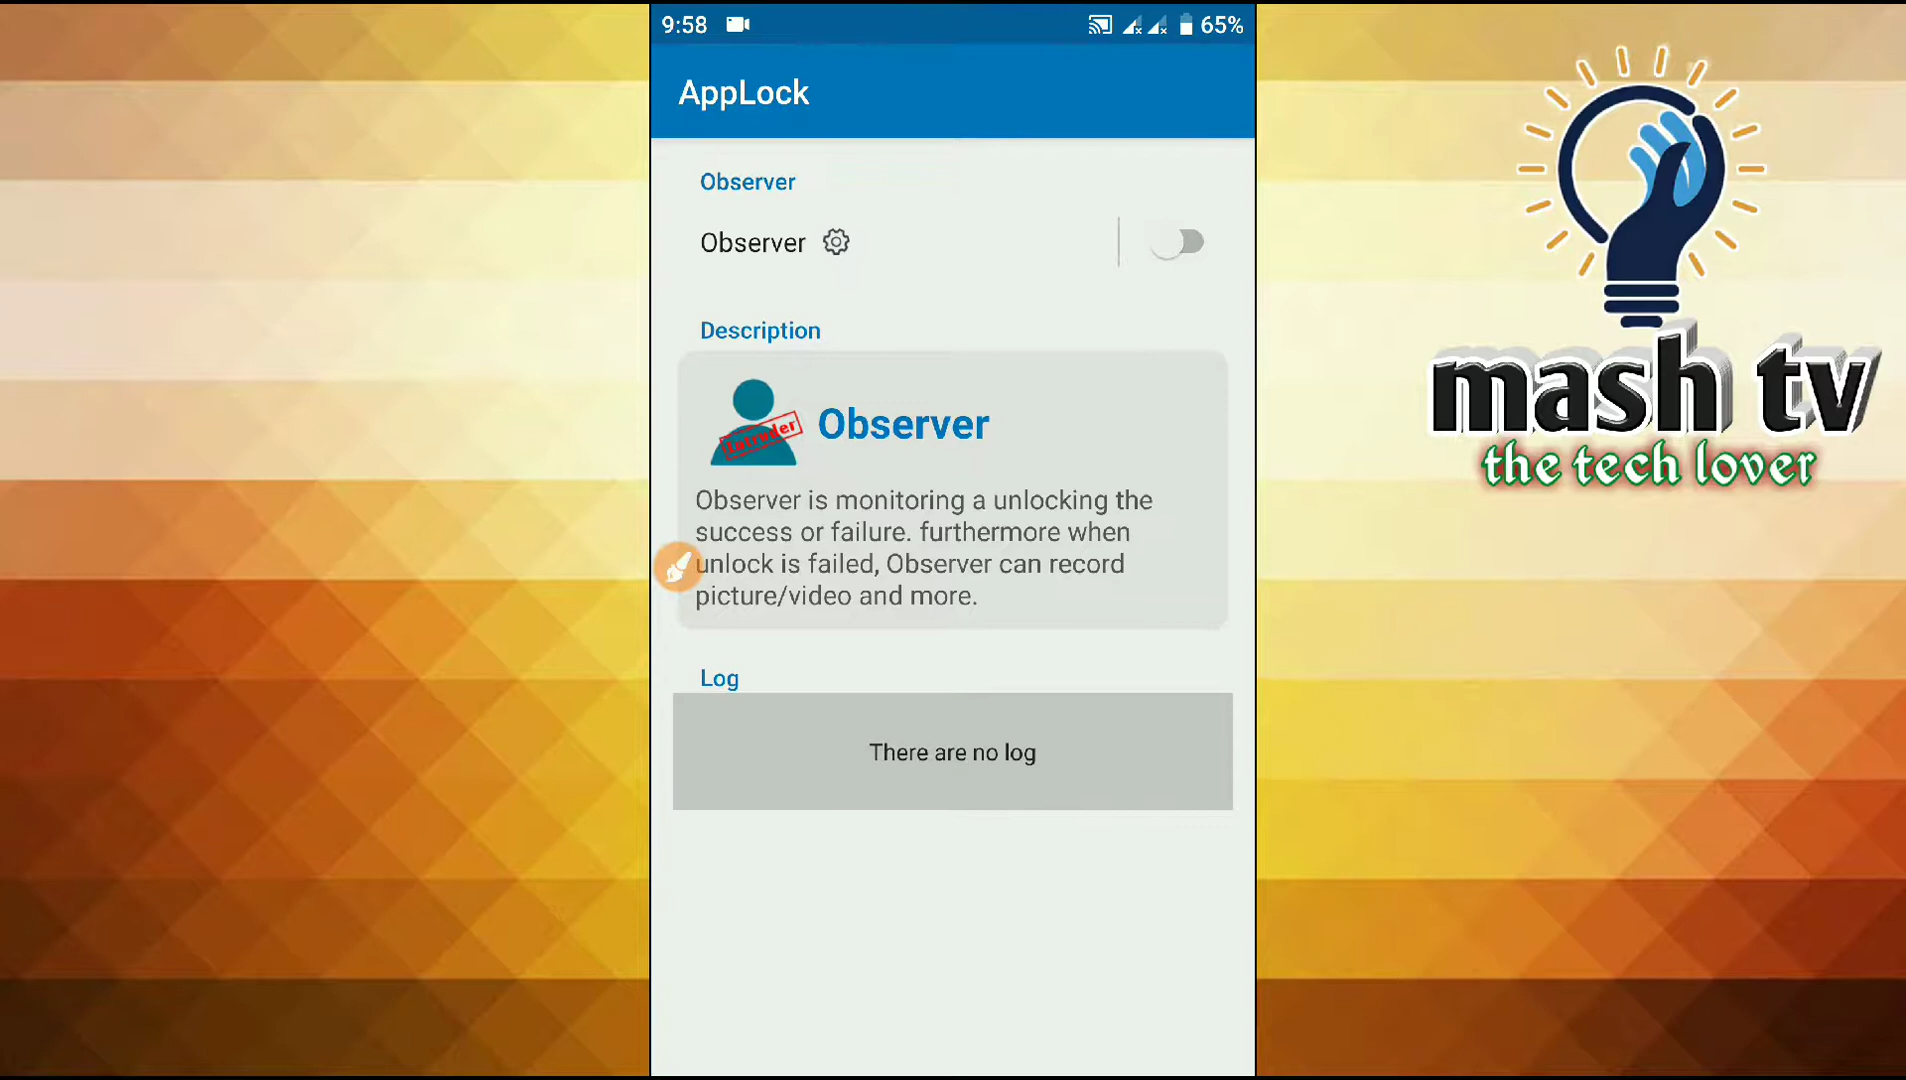 9:58
65%
AppLock
Observer
Observer
Description
Intruder
Observer
Observer is monitoring a unlocking the
success or failure. furthermore when
unlock is failed, Observer can record
picture/video and more.
Log
There are no log
mash tv
the tech lover